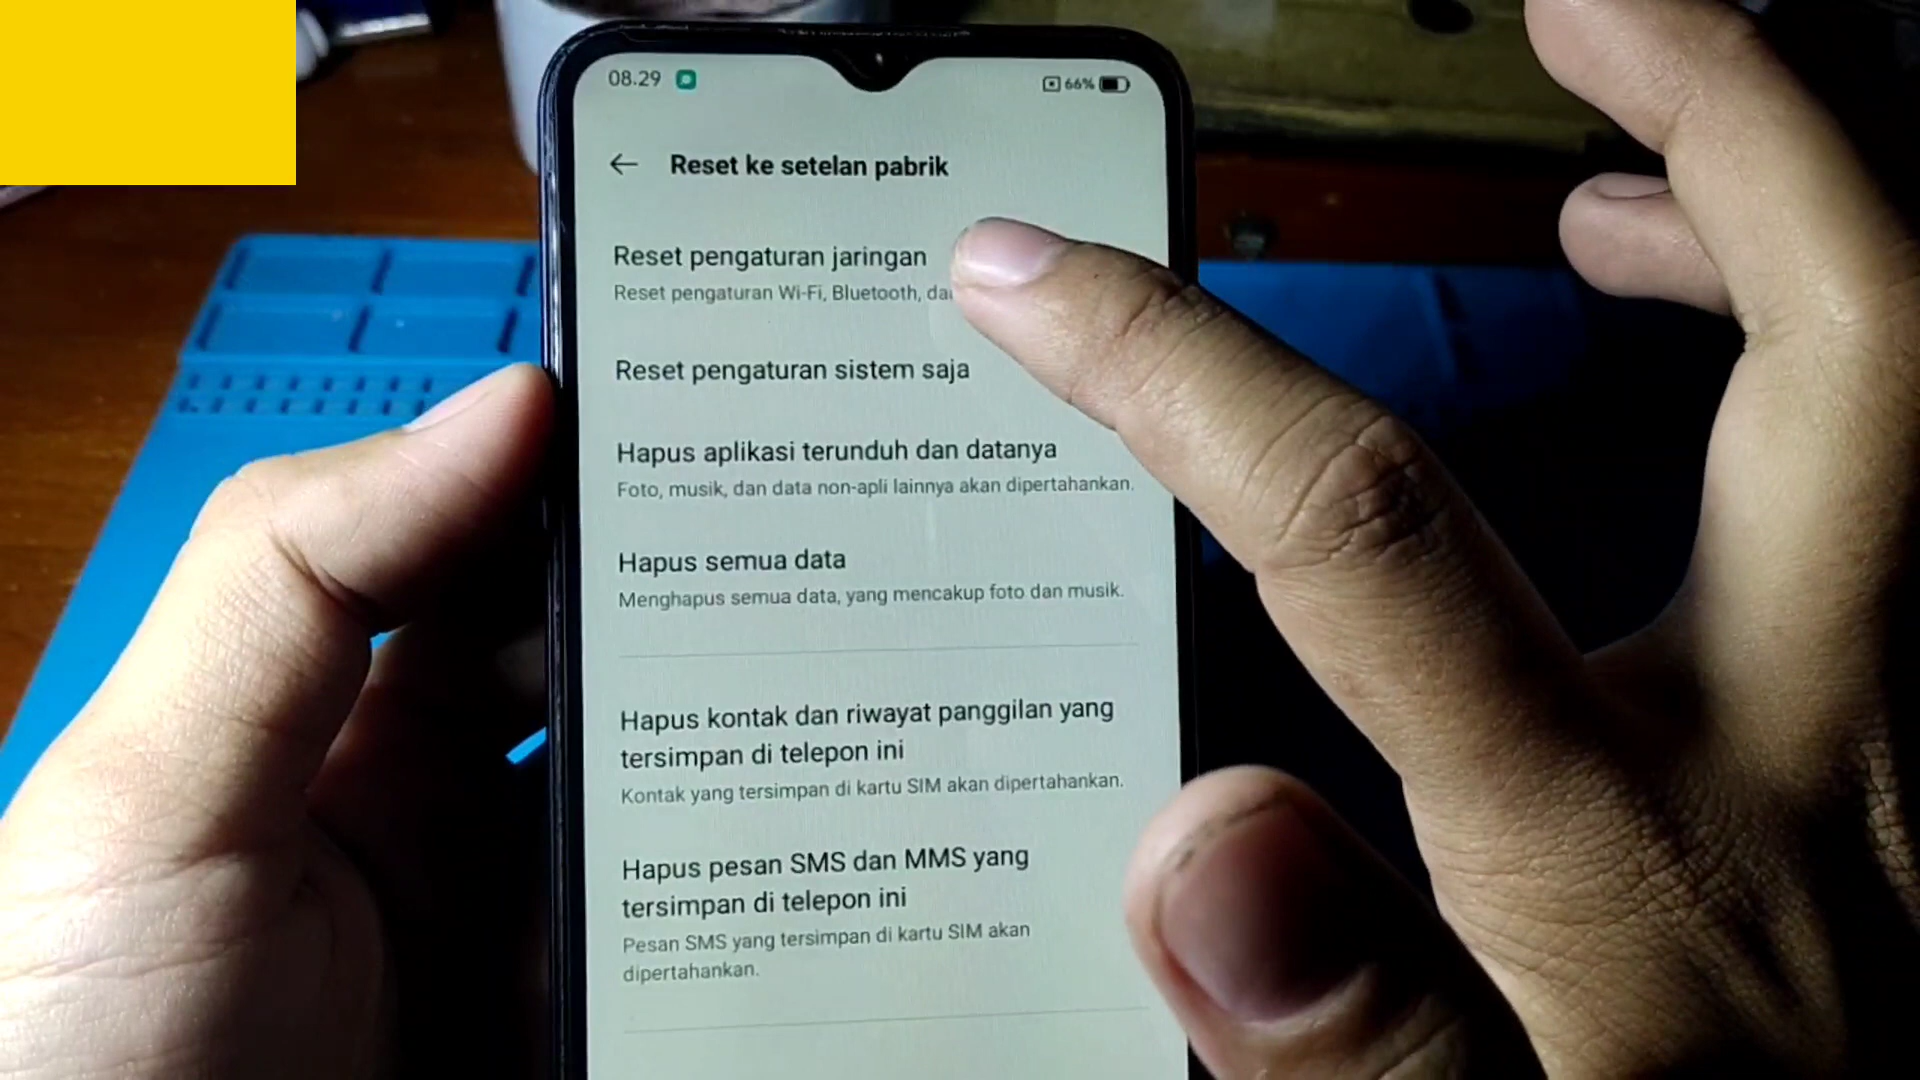 08.29
66%
Reset ke setelan pabrik
Reset pengaturan jaringan
Reset pengaturan Wi-Fi, Bluetooth,
Reset pengaturan sistem saja
Hapus aplikasi terunduh dan datanya
Foto, musik, dan data non-apli lainnya akan dipertahankan.
Hapus semua data
Menghapus semua data, yang mencakup foto dan musik.
Hapus kontak dan riwayat panggilan yang
tersimpan di telepon ini
Kontak yang tersimpan di kartu SIM akan dipertahankan.
Hapus pesan SMS dan MMS yang
tersimpan di telepon ini
Pesan SMS yang tersimpan di kartu SIM akan
dipertahankan.